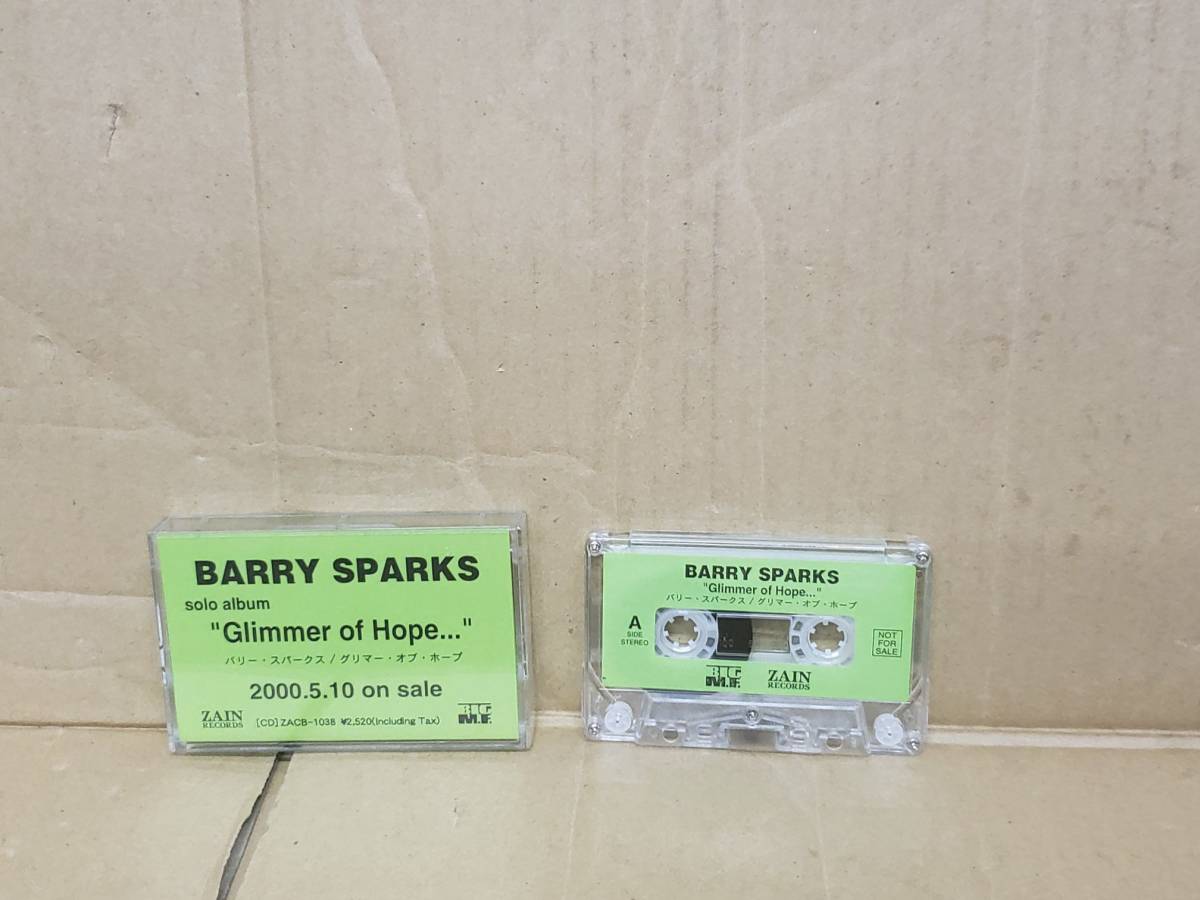 BARRY SPARKS
solo album
"Glimmer of Hope..."
バリー・スパークス / グリマー・オブ・ホープ
2000.5.10 on sale
ZAIN
RECORDS
[CD] ZACB-1038 ¥2,520(including Tax)
BIG
M.F.
BARRY SPARKS
"Glimmer of Hope..."
バリー・スパークス / グリマー・オブ・ホープ
A
SIDE
STEREO
NOT
FOR
SALE
BIG
M.F.
ZAIN
RECORDS